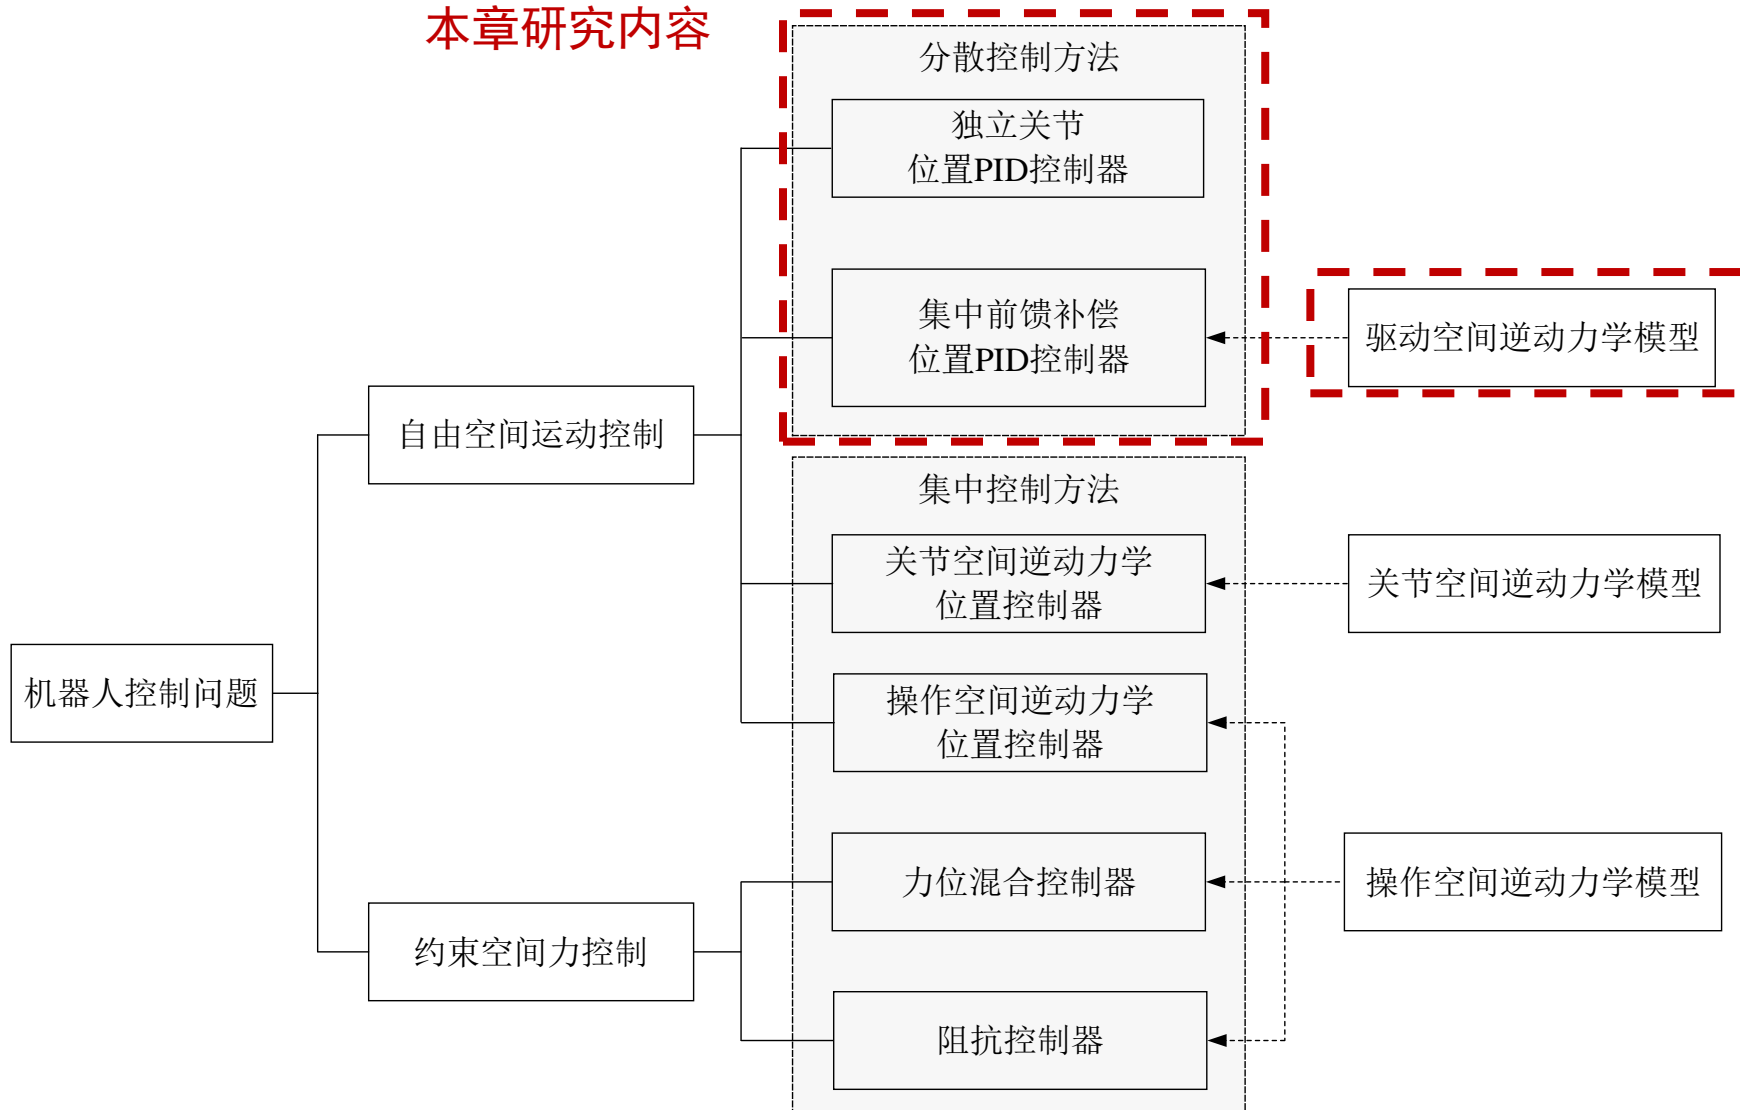 本章研究内容
分散控制方法
独立关节
位置PID控制器
集中前馈补偿
位置PID控制器
驱动空间逆动力学模型
自由空间运动控制
集中控制方法
关节空间逆动力学
位置控制器
关节空间逆动力学模型
机器人控制问题
操作空间逆动力学
位置控制器
力位混合控制器
操作空间逆动力学模型
约束空间力控制
阻抗控制器